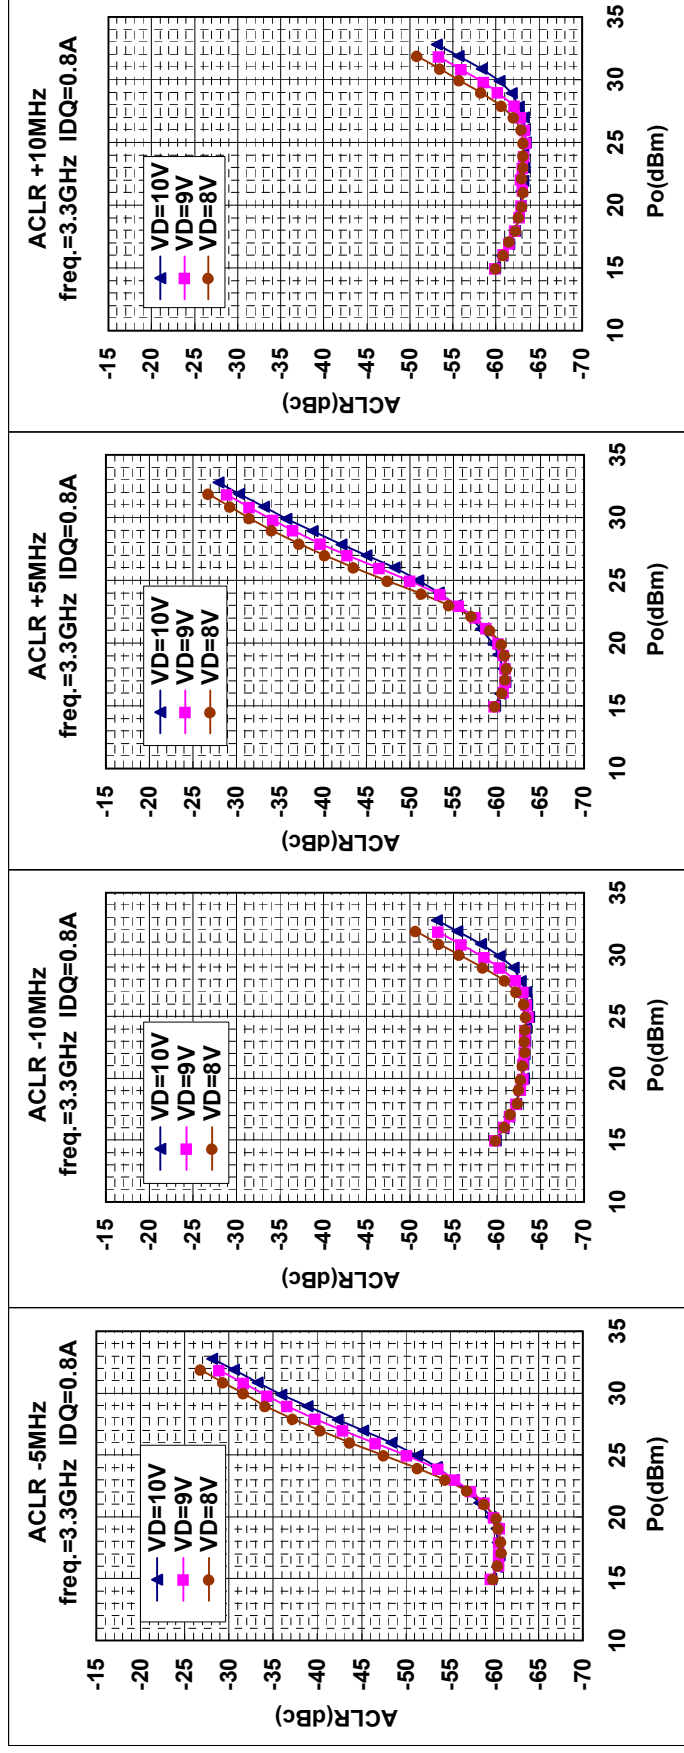 ACLR -5MHz
freq.=3.3GHz IDQ=0.8A
VD=10V
VD=9V
VD=8V
-15
-20
-25
-30
-35
-40
-45
-50
-55
-60
-65
-70
ACLR(dBc)
10
15
20
25
30
35
Po(dBm)
ACLR -10MHz
freq.=3.3GHz IDQ=0.8A
VD=10V
VD=9V
VD=8V
-15
-20
-25
-30
-35
-40
-45
-50
-55
-60
-65
-70
ACLR(dBc)
10
15
20
25
30
35
Po(dBm)
ACLR +5MHz
freq.=3.3GHz IDQ=0.8A
VD=10V
VD=9V
VD=8V
-15
-20
-25
-30
-35
-40
-45
-50
-55
-60
-65
-70
ACLR(dBc)
10
15
20
25
30
35
Po(dBm)
ACLR +10MHz
freq.=3.3GHz IDQ=0.8A
VD=10V
VD=9V
VD=8V
-15
-20
-25
-30
-35
-40
-45
-50
-55
-60
-65
-70
ACLR(dBc)
10
15
20
25
30
35
Po(dBm)